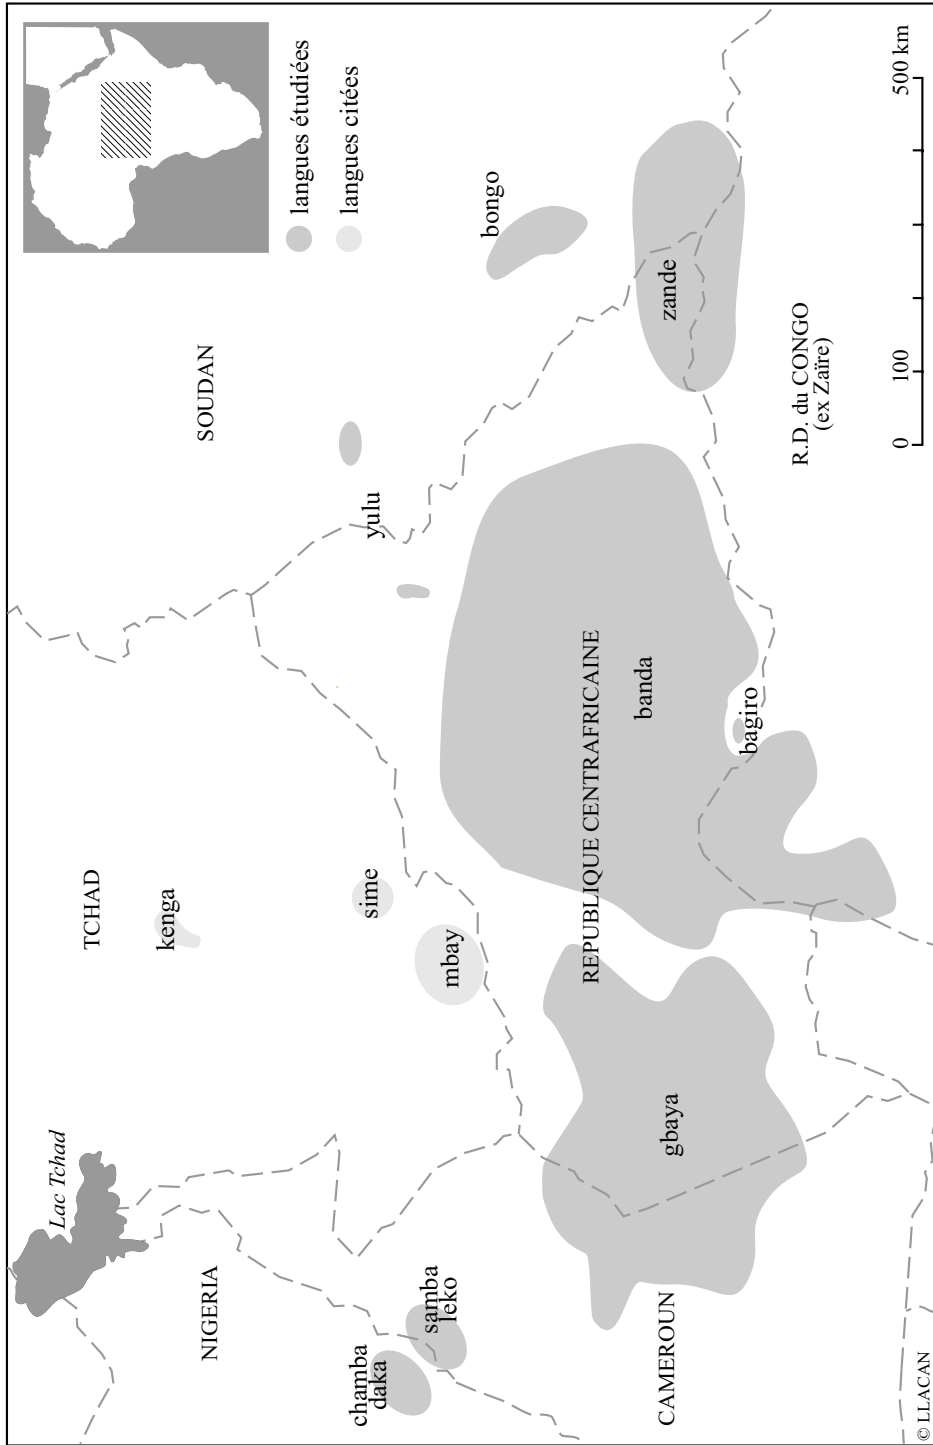 langues étudiées
langues citées
Lac Tchad
TCHAD
SOUDAN
NIGERIA
kenga
sime
yulu
bongo
chamba
daka
samba
leko
mbay
REPUBLIQUE CENTRAFRICAINE
banda
zande
gbaya
CAMEROUN
bagiro
R.D. du CONGO
(ex Zaïre)
0 100 500 km
© LLACAN